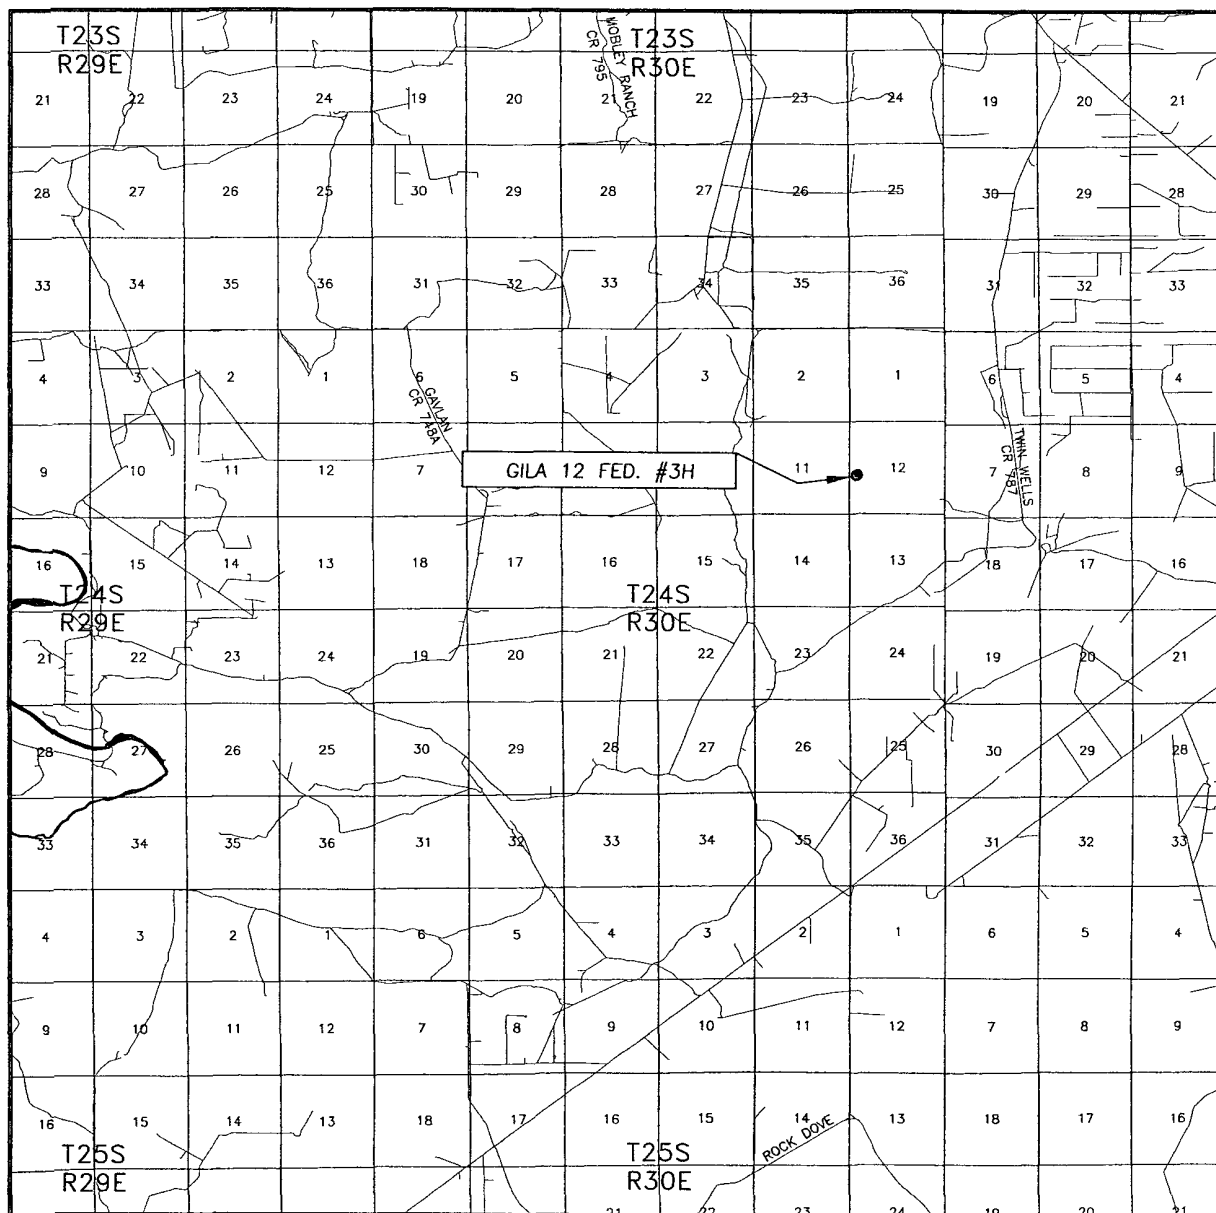 T23S
R29E
T23S
R30E
MOBLEY RANCH
CR 795
21 22 23 24 19 20 21 22 23 24 19 20 21
28 27 26 25 30 29 28 27 26 25 30 29 28
33 34 35 36 31 32 33 34 35 36 31 32 33
4 3 2 1 6 5 4 3 2 1 6 5 4
GAVLAN
CR 748A
TWIN WELLS
CR 787
9 10 11 12 7 GILA 12 FED. #3H 11 12 7 8 9
16 15 14 13 18 17 16 15 14 13 18 17 16
T24S
R29E
T24S
R30E
21 22 23 24 19 20 21 22 23 24 19 20 21
28 27 26 25 30 29 28 27 26 25 30 29 28
33 34 35 36 31 32 33 34 35 36 31 32 33
4 3 2 1 6 5 4 3 2 1 6 5 4
9 10 11 12 7 8 9 10 11 12 7 8 9
16 15 14 13 18 17 16 15 14 13 18 17 16
ROCK DOVE
T25S
R29E
T25S
R30E
21 22 23 24 19 20 21